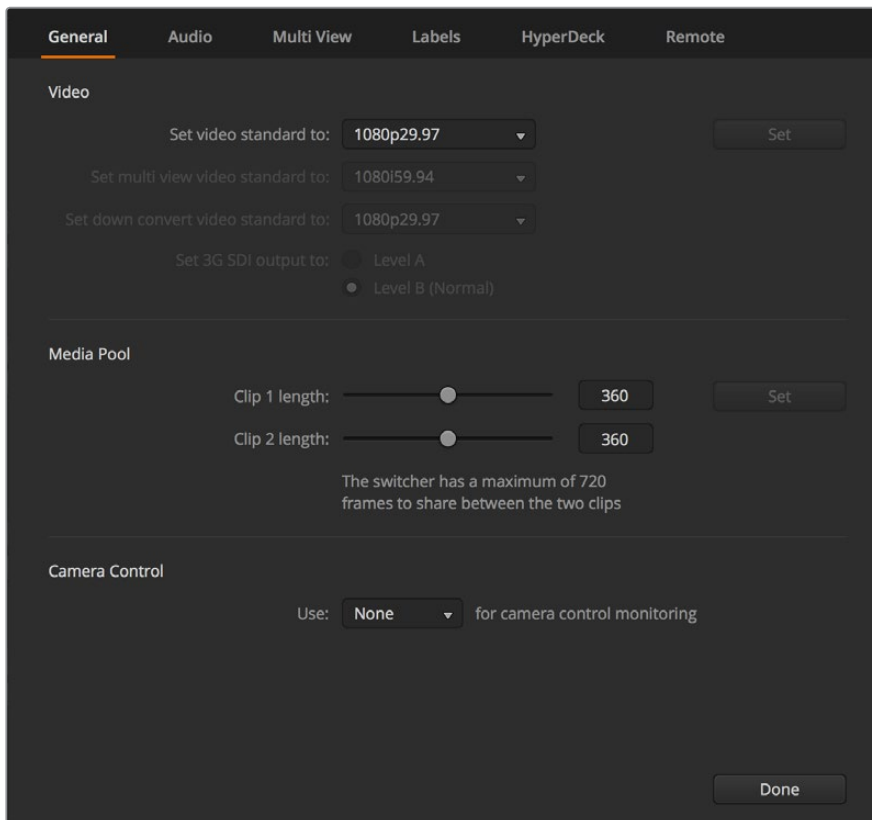 General Audio Multi View Labels HyperDeck Remote
Video
Set video standard to: 1080p29.97 Set
Set multi view video standard to: 1080i59.94
Set down convert video standard to: 1080p29.97
Set 3G SDI output to: Level A
Level B (Normal)
Media Pool
Clip 1 length: 360 Set
Clip 2 length: 360
The switcher has a maximum of 720
frames to share between the two clips
Camera Control
Use: None for camera control monitoring
Done